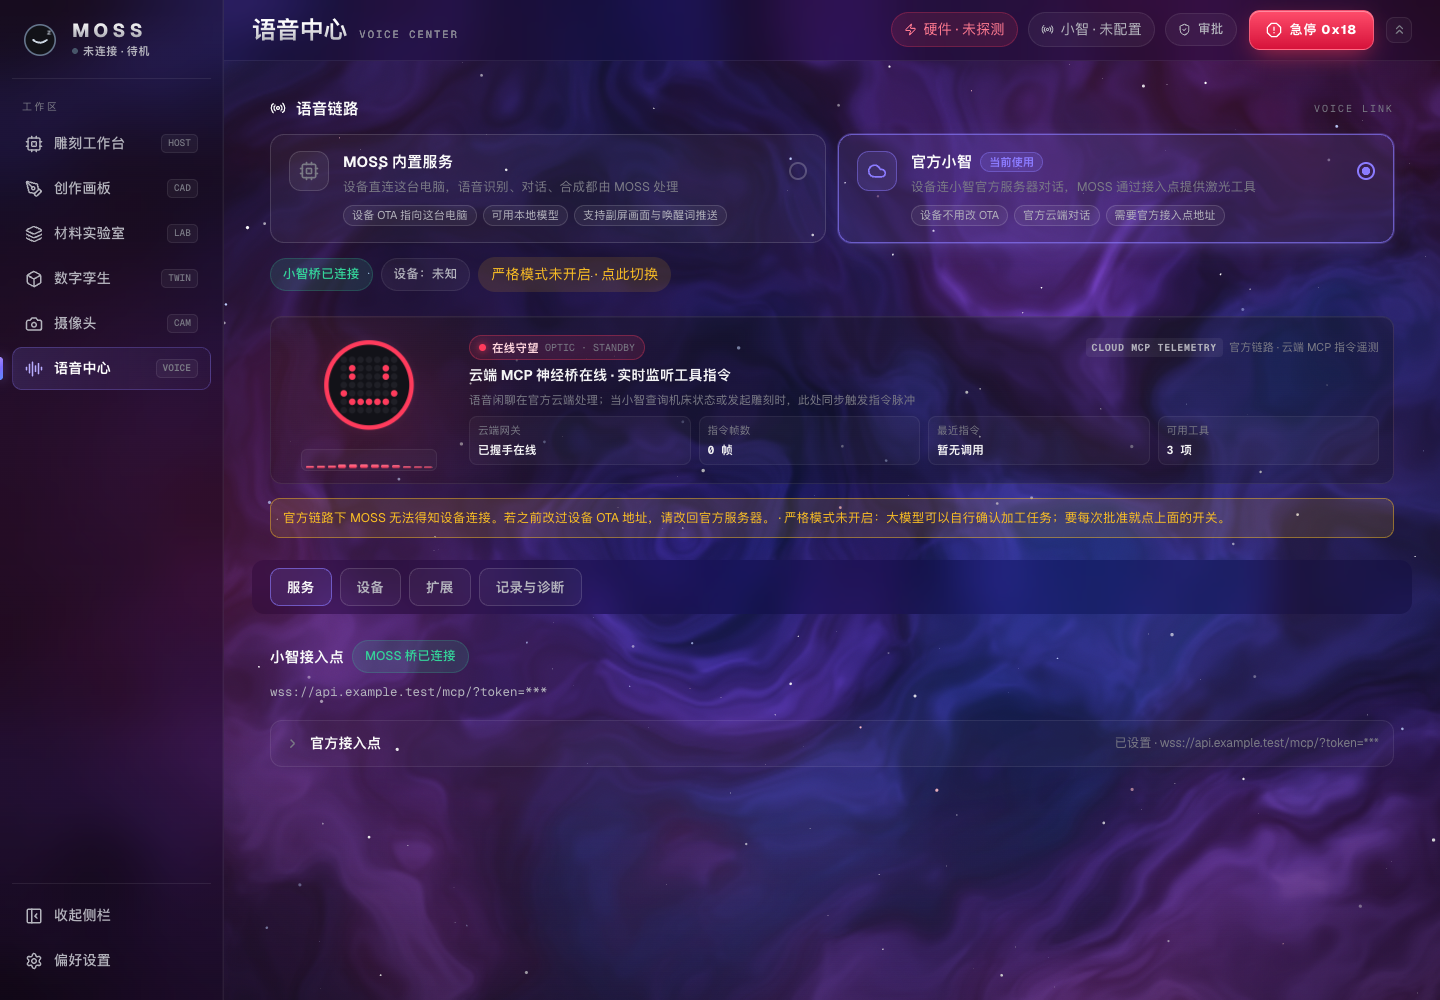 MOSS
未连接 · 待机
工作区
雕刻工作台 HOST
创作画板 CAD
材料实验室 LAB
数字孪生 TWIN
摄像头 CAM
语音中心 VOICE
收起侧栏
偏好设置
语音中心 VOICE CENTER
硬件 · 未探测
小智 · 未配置
审批
急停 0x18
语音链路
VOICE LINK
MOSS 内置服务
设备直连这台电脑，语音识别、对话、合成都由 MOSS 处理
设备 OTA 指向这台电脑
可用本地模型
支持副屏画面与唤醒词推送
官方小智 当前使用
设备连小智官方服务器对话，MOSS 通过接入点提供激光工具
设备不用改 OTA
官方云端对话
需要官方接入点地址
小智桥已连接 ·
设备：未知
严格模式未开启 · 点此切换
在线守望 OPTIC · STANDBY
CLOUD MCP TELEMETRY 官方链路 · 云端 MCP 指令遥测
云端 MCP 神经桥在线 · 实时监听工具指令
语音闲聊在官方云端处理；当小智查询机床状态或发起雕刻时，此处同步触发指令脉冲
云端网关
已握手在线
指令帧数
0 帧
最近指令
暂无调用
可用工具
3 项
· 官方链路下 MOSS 无法得知设备连接。若之前改过设备 OTA 地址，请改回官方服务器。 · 严格模式未开启：大模型可以自行确认加工任务；要每次批准就点上面的开关。
服务
设备
扩展
记录与诊断
小智接入点 MOSS 桥已连接
wss://api.example.test/mcp/?token=***
官方接入点
已设置 · wss://api.example.test/mcp/?token=***